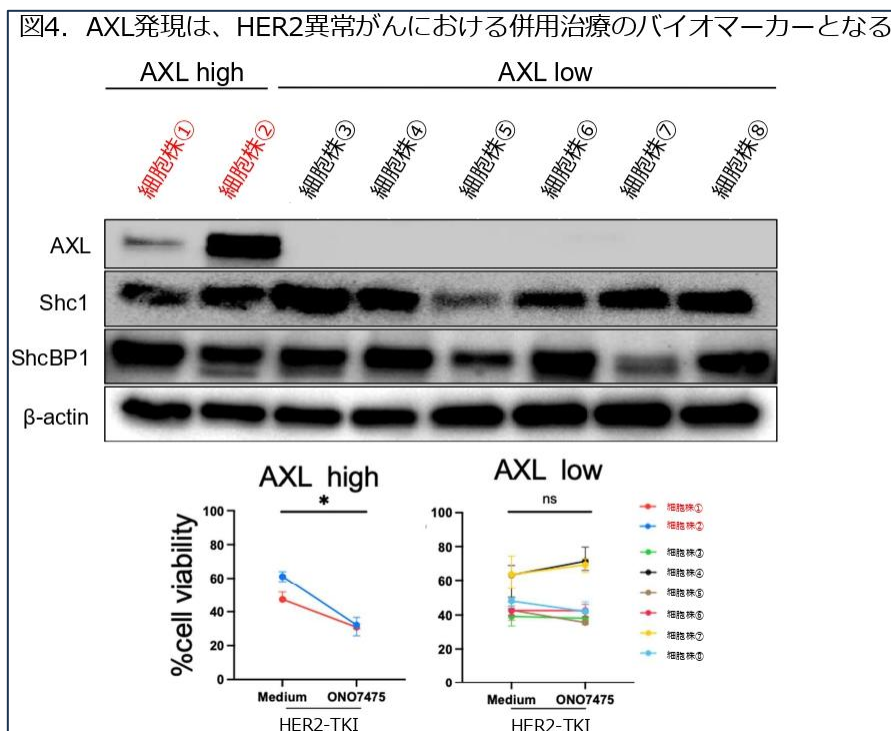 図4．AXL発現は、HER2異常がんにおける併用治療のバイオマーカーとなる
AXL high
AXL low
細胞株①
細胞株②
細胞株③
細胞株④
細胞株⑤
細胞株⑥
細胞株⑦
細胞株⑧
AXL
Shc1
ShcBP1
β-actin
AXL high
*
%cell viability
100
80
60
40
20
0
Medium
ONO7475
HER2-TKI
AXL low
ns
100
80
60
40
20
0
Medium
ONO7475
HER2-TKI
細胞株①
細胞株②
細胞株③
細胞株④
細胞株⑤
細胞株⑥
細胞株⑦
細胞株⑧